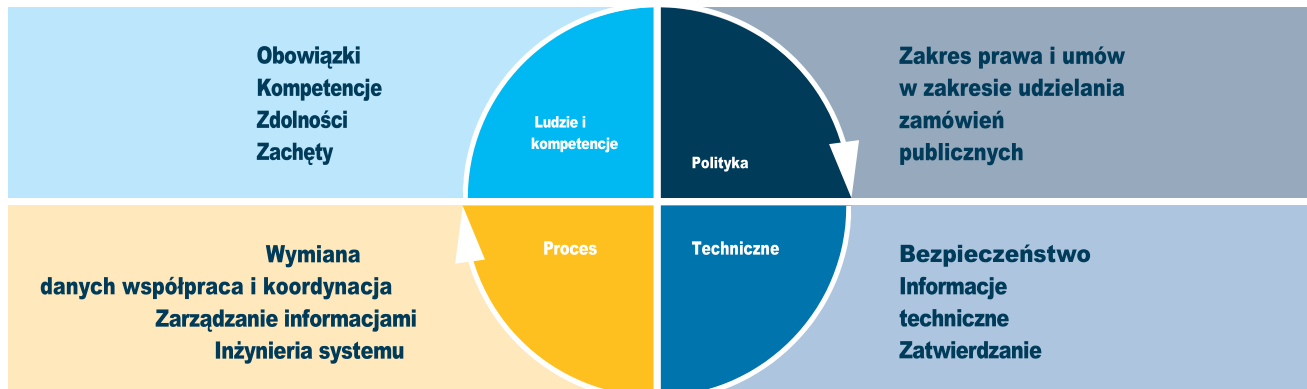 Obowiązki
Kompetencje
Zdolności
Zachęty
Ludzie i
kompetencje
Polityka
Zakres prawa i umów
w zakresie udzielania
zamówień
publicznych
Wymiana
danych współpraca i koordynacja
Zarządzanie informacjami
Inżynieria systemu
Proces
Techniczne
Bezpieczeństwo
Informacje
techniczne
Zatwierdzanie